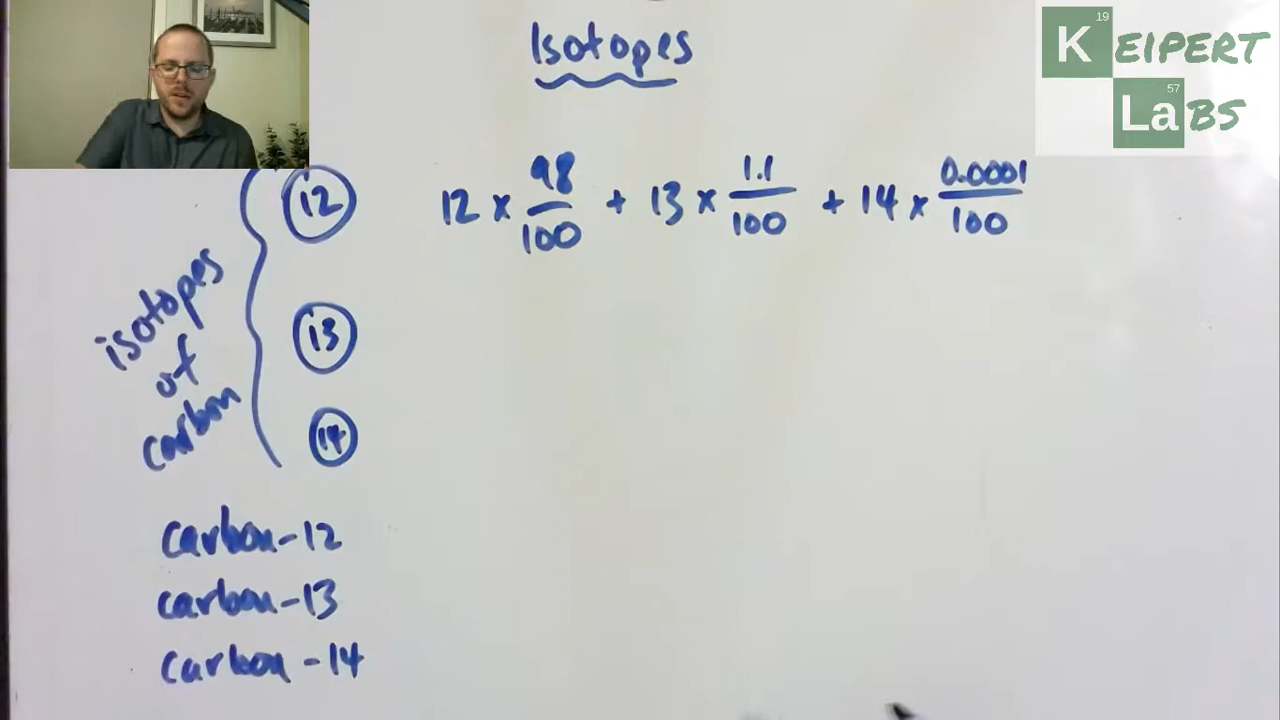 Isotopes
19
KEIPERT
57
LaBS
12
12 × 98/100 + 13 × 1.1/100 + 14 × 0.0001/100
isotopes
of
carbon
13
14
carbon-12
carbon-13
carbon-14